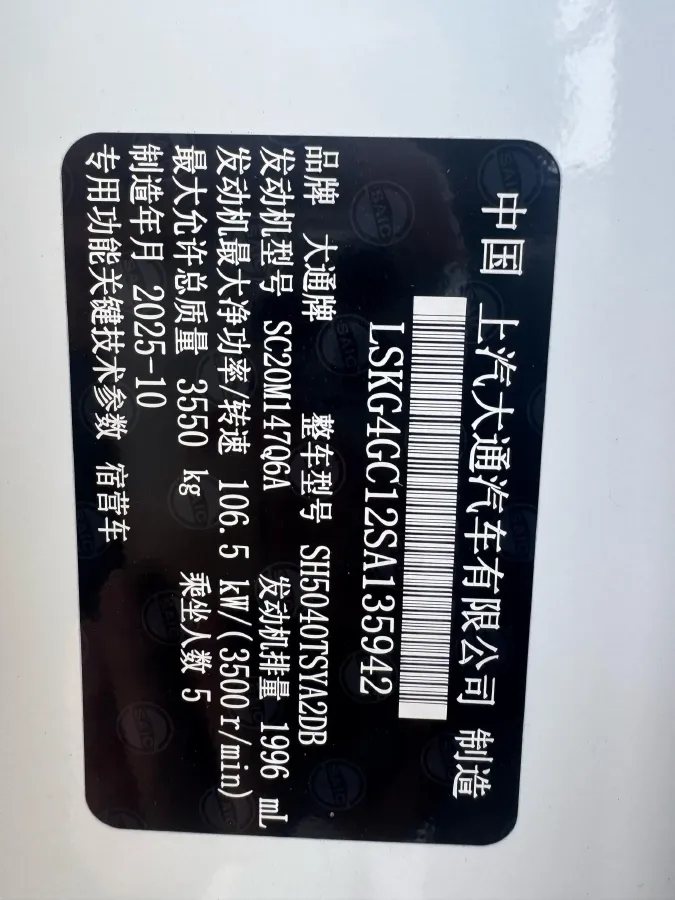 中国 上汽大通汽车有限公司 制造
LSKG4GC12SA135942
品牌 大通牌 整车型号 SH5040TSYA2DB
发动机型号 SC20M147Q6A 发动机排量 1996 mL
发动机最大净功率/转速 106.5 kW/(3500r/min)
最大允许总质量 3550 kg 乘坐人数 5
制造年月 2025-10
专用功能关键技术参数 宿营车
SAIC